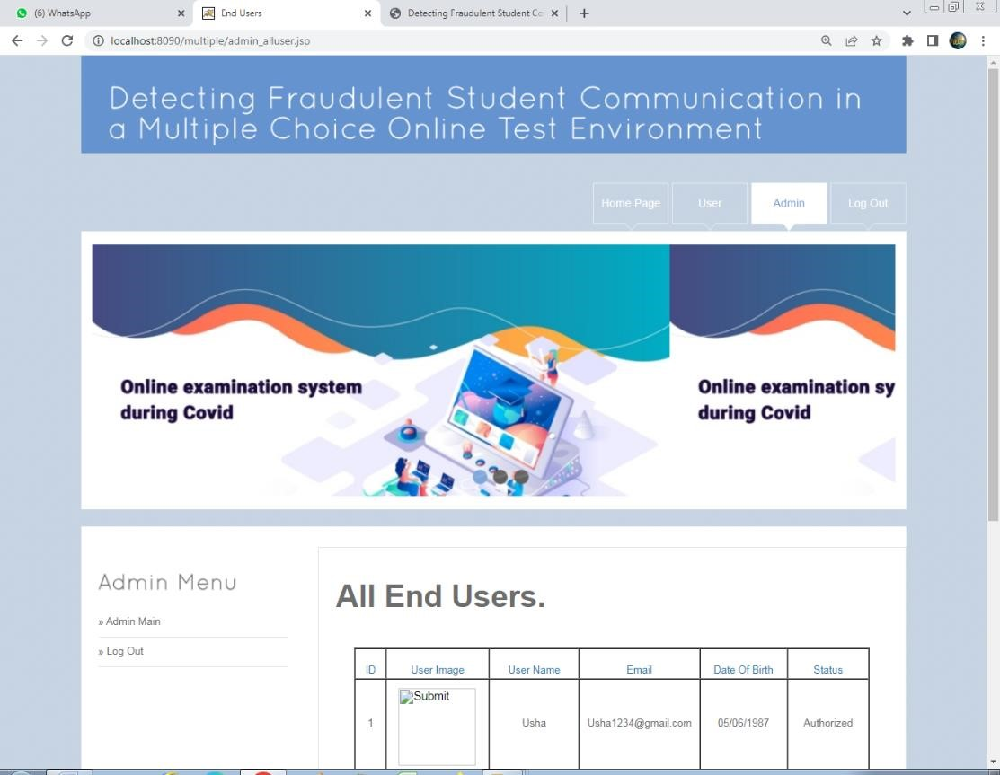 (6) WhatsApp
End Users
Detecting Fraudulent Student Co
localhost:8090/multiple/admin_alluser.jsp
Detecting Fraudulent Student Communication in
a Multiple Choice Online Test Environment
Home Page User Admin Log Out
Online examination system
during Covid
Online examination sy
during Covid
Admin Menu
» Admin Main
» Log Out
All End Users.
ID User Image User Name Email Date Of Birth Status
1 Submit Usha Usha1234@gmail.com 05/06/1987 Authorized